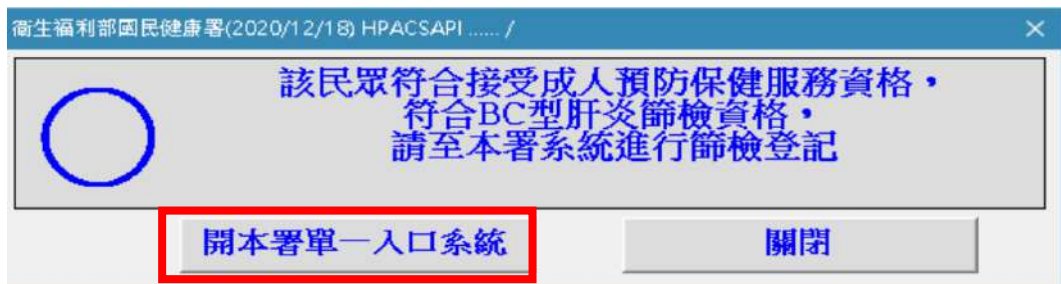 衛生福利部國民健康署(2020/12/18) HPACSAPI ...... /
該民眾符合接受成人預防保健服務資格，
符合BC型肝炎篩檢資格，
請至本署系統進行篩檢登記
開本署單一入口系統
關閉